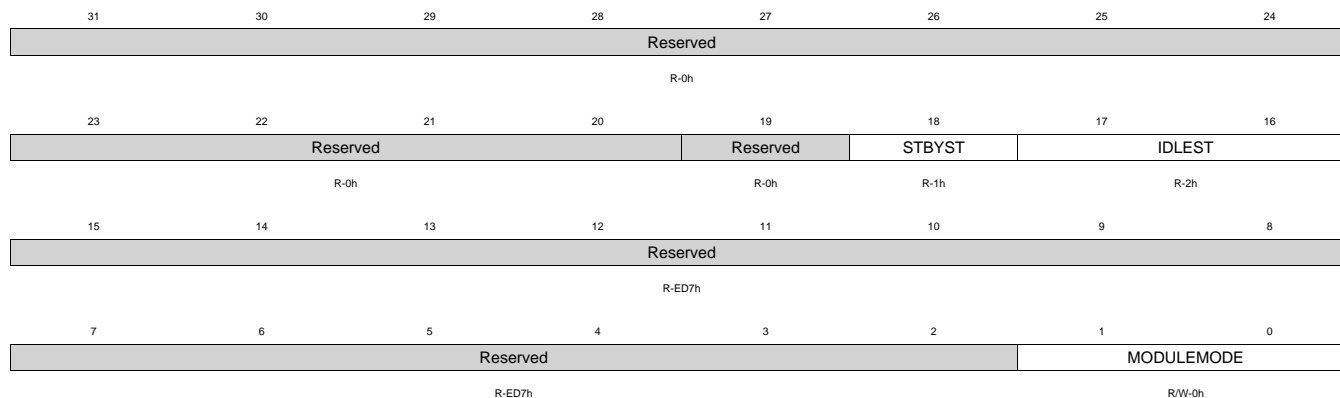 31 30 29 28 27 26 25 24
Reserved
R-0h
23 22 21 20 19 18 17 16
Reserved Reserved STBYST IDLEST
R-0h R-0h R-1h R-2h
15 14 13 12 11 10 9 8
Reserved
R-ED7h
7 6 5 4 3 2 1 0
Reserved MODULEMODE
R-ED7h R/W-0h